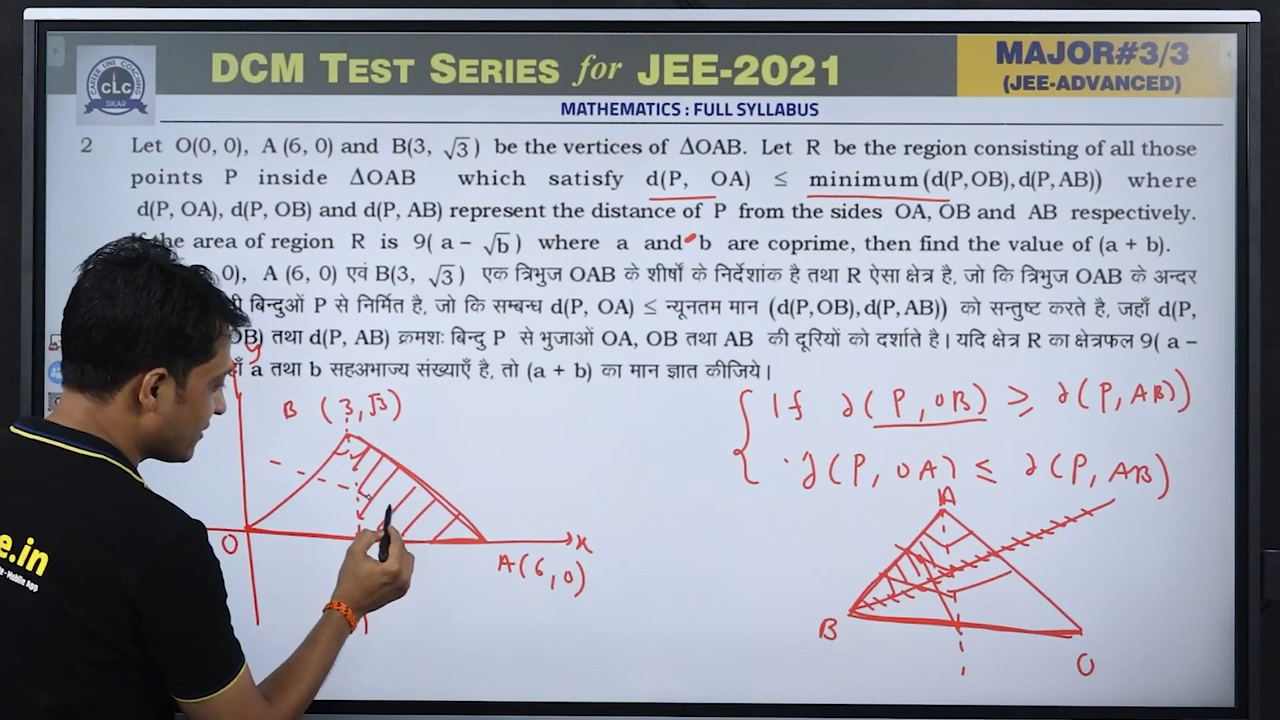 DCM TEST SERIES for JEE-2021
MAJOR#3/3
(JEE-ADVANCED)
CAREER LINE COACHING
CLC
SIKAR
MATHEMATICS : FULL SYLLABUS
2 Let O(0, 0), A (6, 0) and B(3, √3) be the vertices of ΔOAB. Let R be the region consisting of all those
points P inside ΔOAB which satisfy d(P, OA) ≤ minimum(d(P,OB),d(P,AB)) where
d(P, OA), d(P, OB) and d(P, AB) represent the distance of P from the sides OA, OB and AB respectively.
the area of region R is 9( a – √b) where a and b are coprime, then find the value of (a + b).
0), A (6, 0) एवं B(3, √3) एक त्रिभुज OAB के शीर्षों के निर्देशांक है तथा R ऐसा क्षेत्र है, जो कि त्रिभुज OAB के अन्दर
बिन्दुओं P से निर्मित है, जो कि सम्बन्ध d(P, OA) ≤ न्यूनतम मान (d(P,OB),d(P,AB)) को सन्तुष्ट करते है, जहाँ d(P,
OB) तथा d(P, AB) क्रमशः बिन्दु P से भुजाओं OA, OB तथा AB की दूरियों को दर्शाते है। यदि क्षेत्र R का क्षेत्रफल 9( a –
a तथा b सहअभाज्य संख्याएँ है, तो (a + b) का मान ज्ञात कीजिये।
y
B (3,√3)
O
x
A(6,0)
If d(P,OB) ≥ d(P,AB)
d(P,OA) ≤ d(P,AB)
A
B
C
e.in
- Mobile App